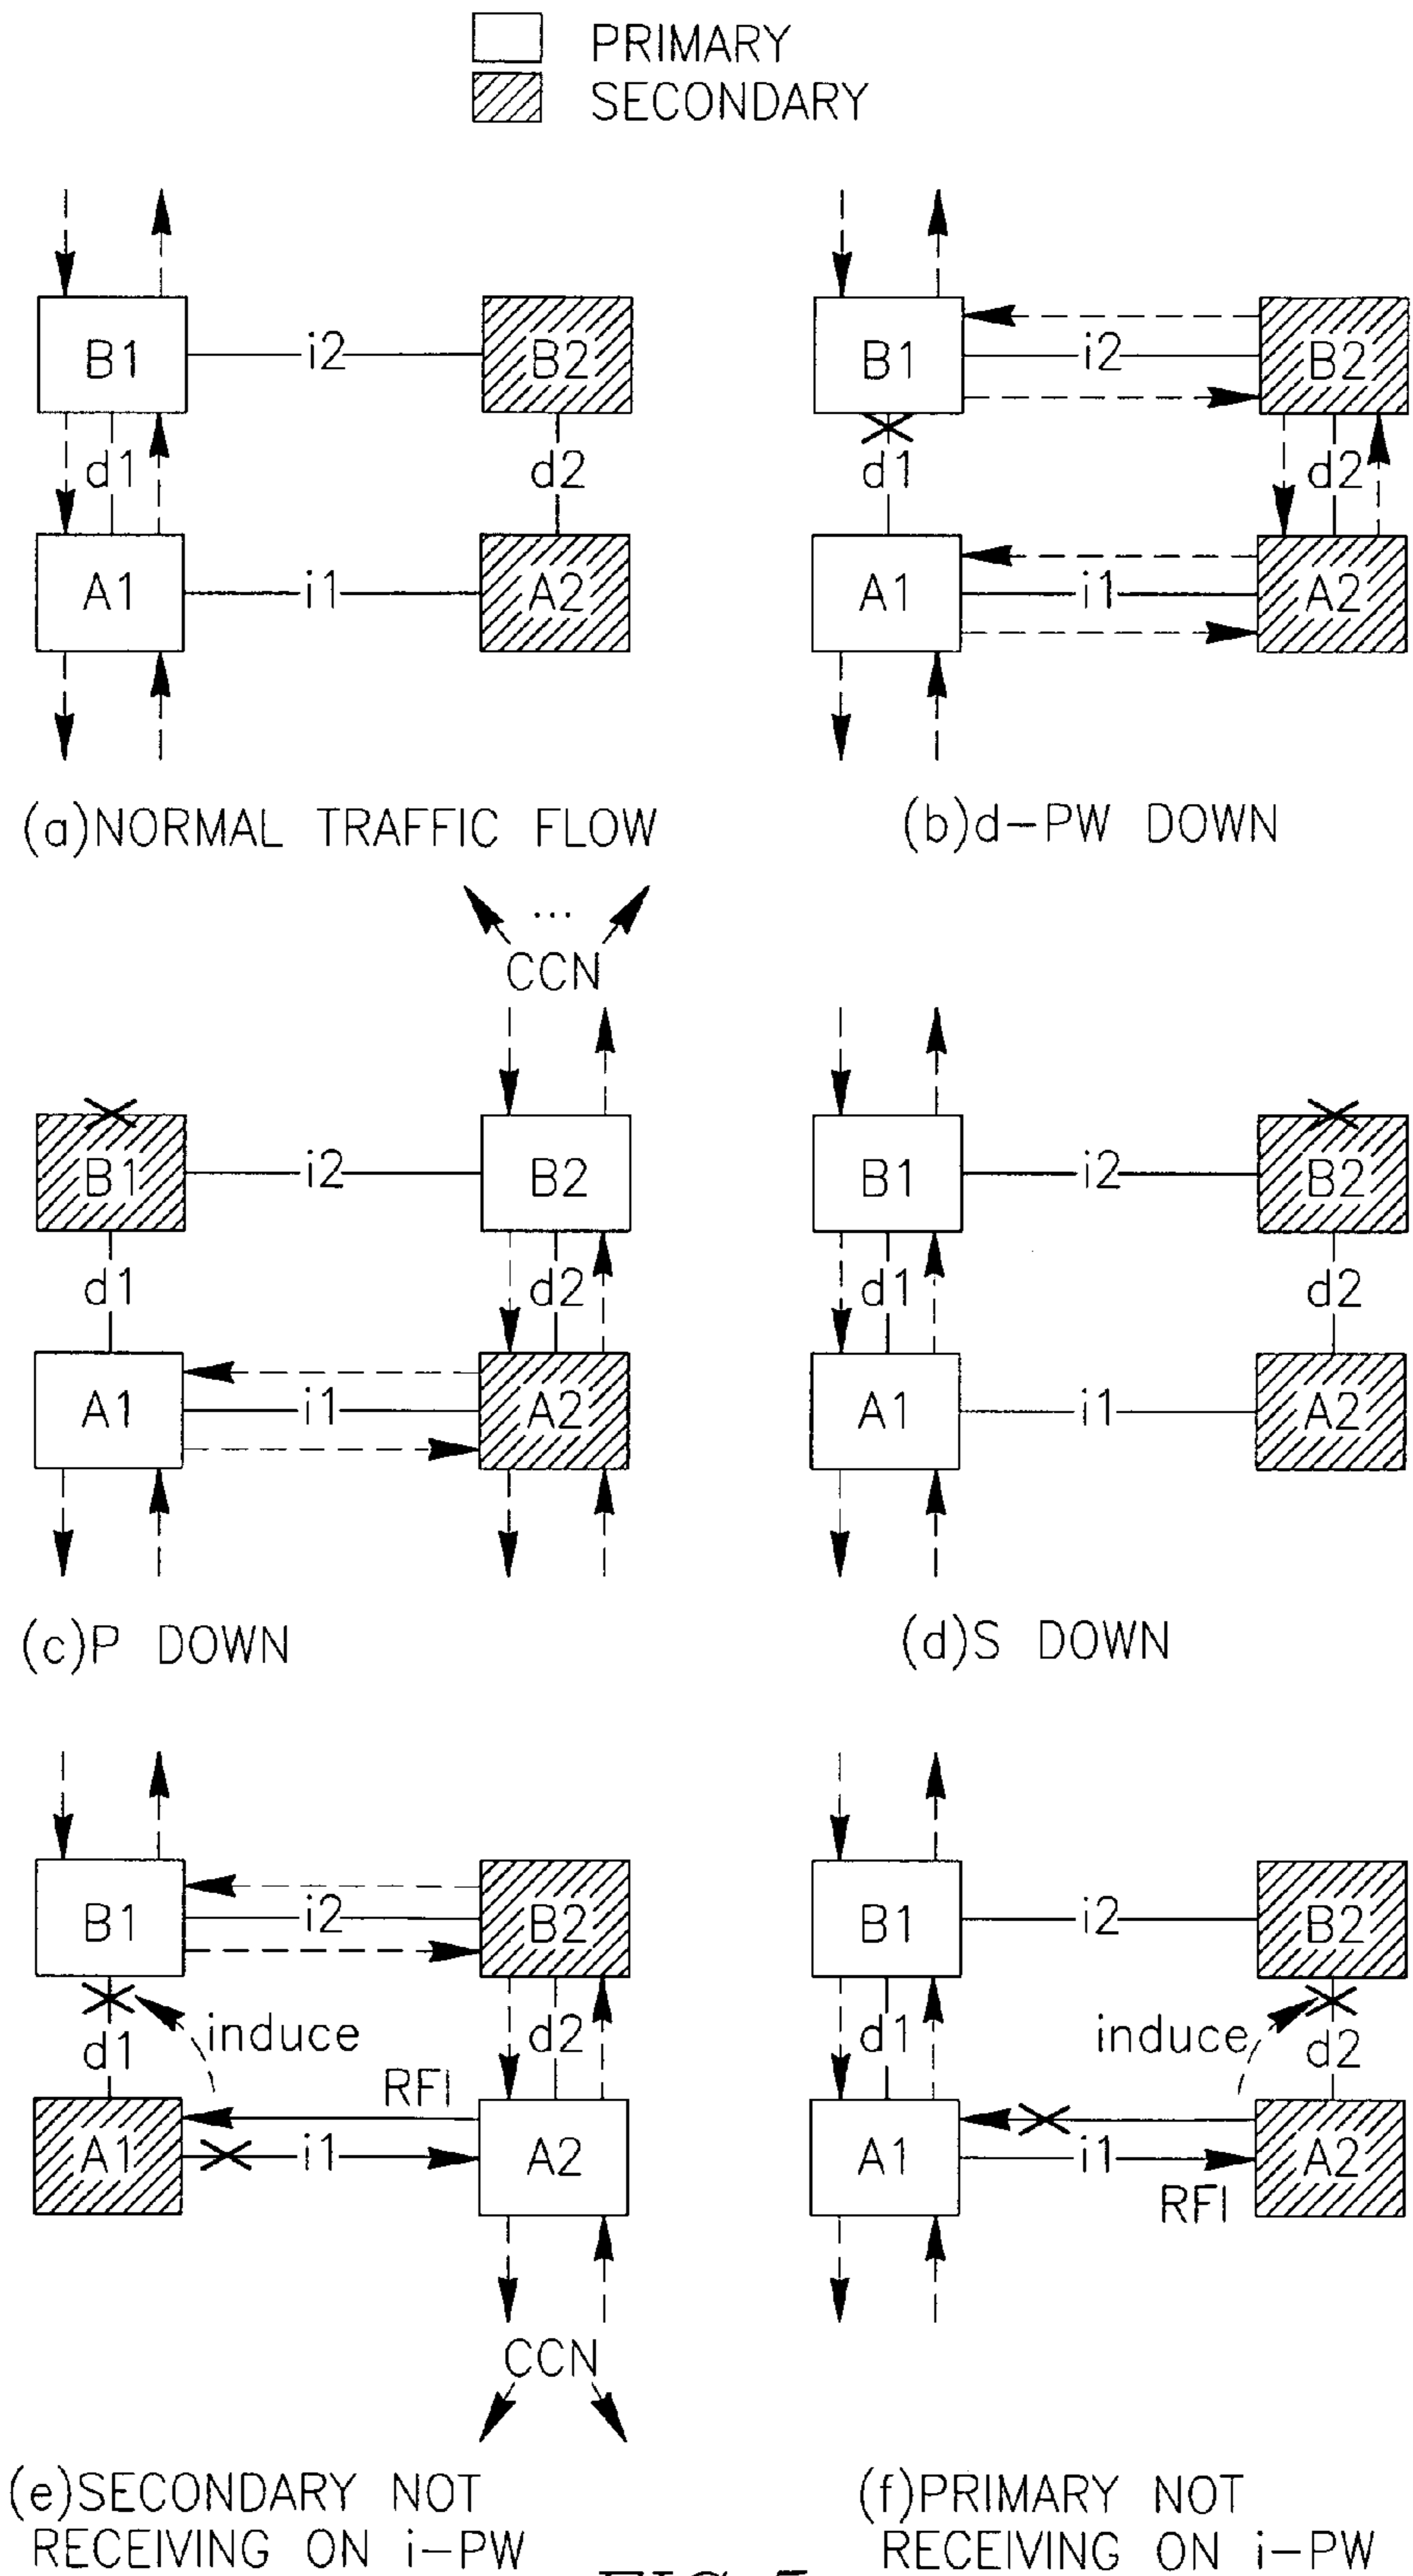 PRIMARY
SECONDARY
B1 i2 B2
d1 d2
A1 i1 A2
(a)NORMAL TRAFFIC FLOW
B1 i2 B2
d1 d2
A1 i1 A2
(b)d-PW DOWN
...
CCN
B1 i2 B2
d1 d2
A1 i1 A2
(c)P DOWN
B1 i2 B2
d1 d2
A1 i1 A2
(d)S DOWN
B1 i2 B2
induce
d1 d2
RFI
A1 i1 A2
CCN
(e)SECONDARY NOT
RECEIVING ON i-PW
B1 i2 B2
d1 induce d2
A1 i1 A2
RFI
(f)PRIMARY NOT
RECEIVING ON i-PW